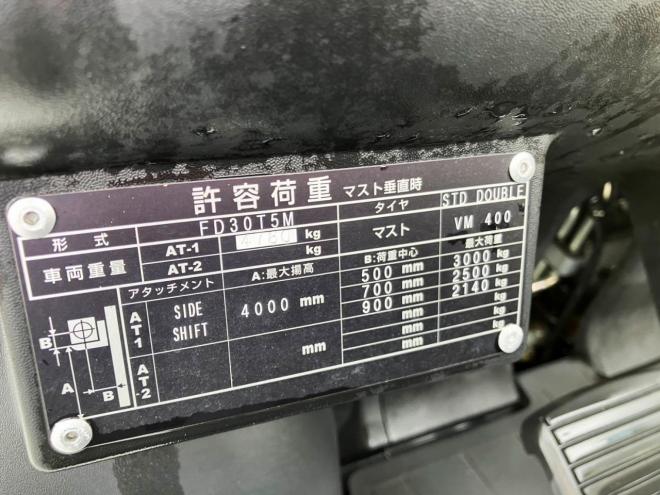 許容荷重 マスト垂直時
形式 FD30T5M タイヤ STD DOUBLE
車両重量 AT-1 4780 kg マスト VM 400
AT-2 kg
アタッチメント A:最大揚高 B:荷重中心 最大荷重
AT1 SIDE SHIFT 4000 mm 500 mm 3000 kg
700 mm 2500 kg
900 mm 2140 kg
mm kg
AT-2 mm mm kg
mm kg
B
A
B